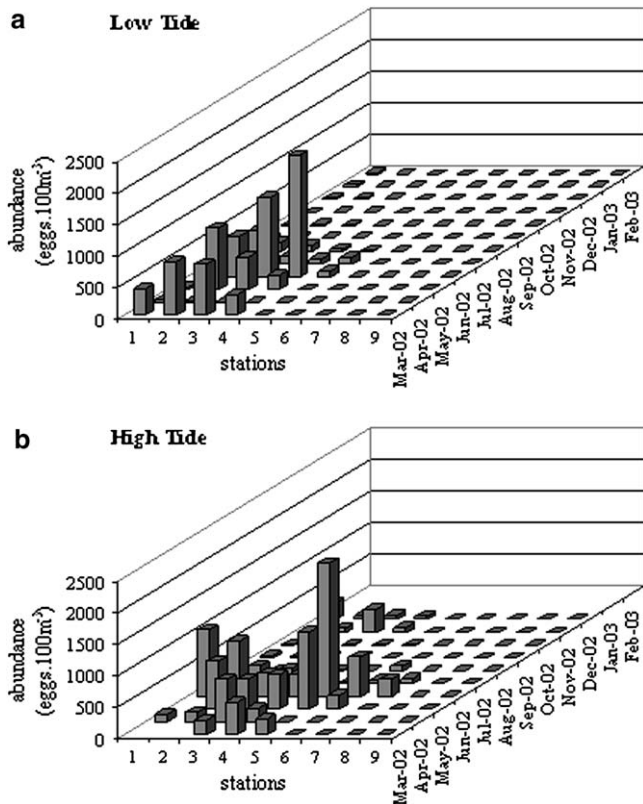 a
Low Tide
abundance
(eggs.100m⁻³)
2500
2000
1500
1000
500
0
1 2 3 4 5 6 7 8 9
stations
Mar-02
Apr-02
May-02
Jun-02
Jul-02
Aug-02
Sep-02
Oct-02
Nov-02
Dec-02
Jan-03
Feb-03
b
High Tide
abundance
(eggs.100m⁻³)
2500
2000
1500
1000
500
0
1 2 3 4 5 6 7 8 9
stations
Mar-02
Apr-02
May-02
Jun-02
Jul-02
Aug-02
Sep-02
Oct-02
Nov-02
Dec-02
Jan-03
Feb-03